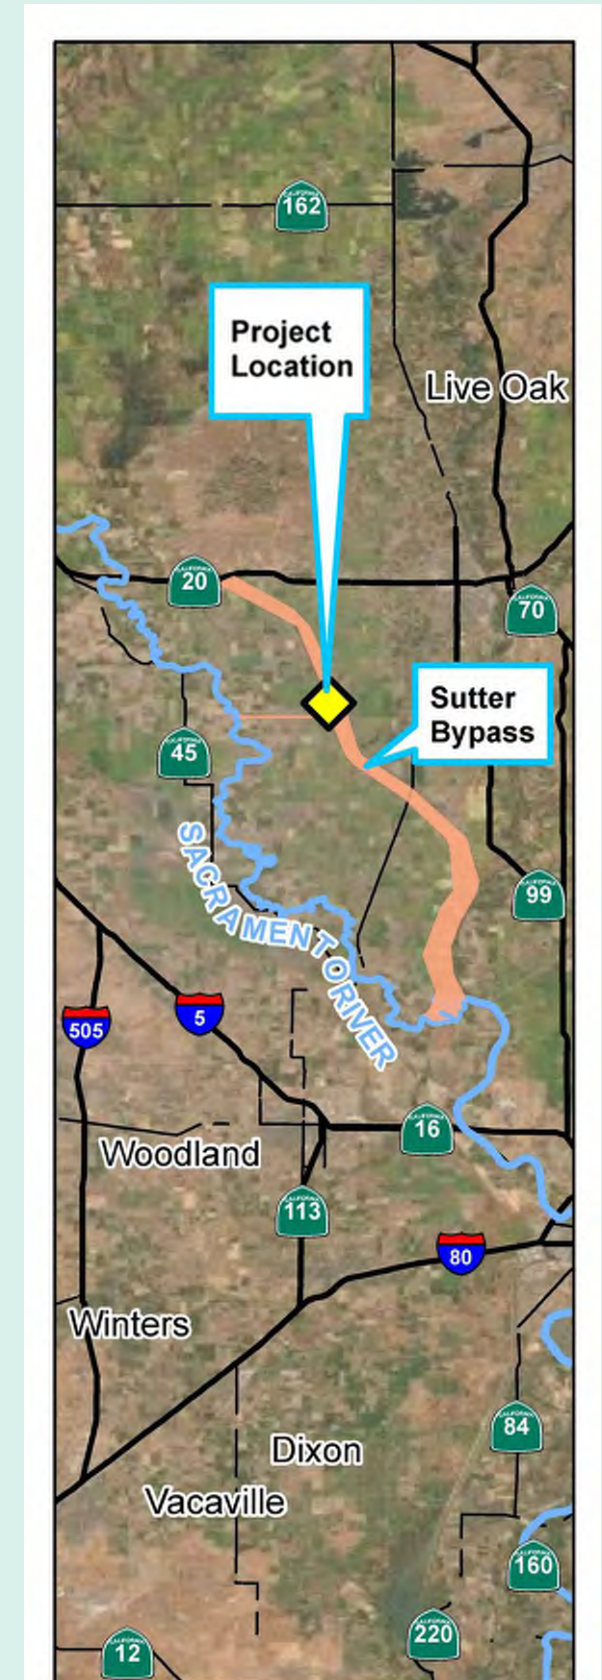 162
Project
Location
Live Oak
20
70
Sutter
Bypass
45
SACRAMENTO RIVER
99
5
505
16
Woodland
113
80
Winters
84
Dixon
Vacaville
160
220
12